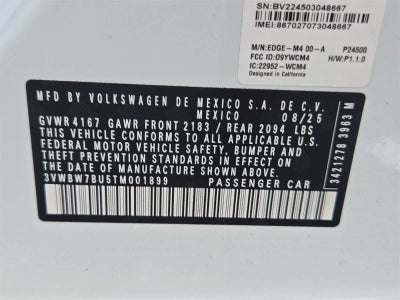 SN:BV224503048667
IMEI:867027073048667
M/N:EDGE-M4 00-A P24500
FCC ID:D9YWCM4 H/W:P1.1.0
IC:22952-WCM4
Designed in California
MFR BY VOLKSWAGEN DE MEXICO S.A. DE C.V.
MEXICO 08/25
GVWR 4167 GAWR FRONT 2183 / REAR 2094 LBS
THIS VEHICLE CONFORMS TO ALL APPLICABLE U.S.
FEDERAL MOTOR VEHICLE SAFETY, BUMPER, AND
THEFT PREVENTION STANDARDS IN EFFECT ON THE
DATE OF MANUFACTURE SHOWN ABOVE.
3VWBW7BU5TM001899 PASSENGER CAR
3421278 3963 M